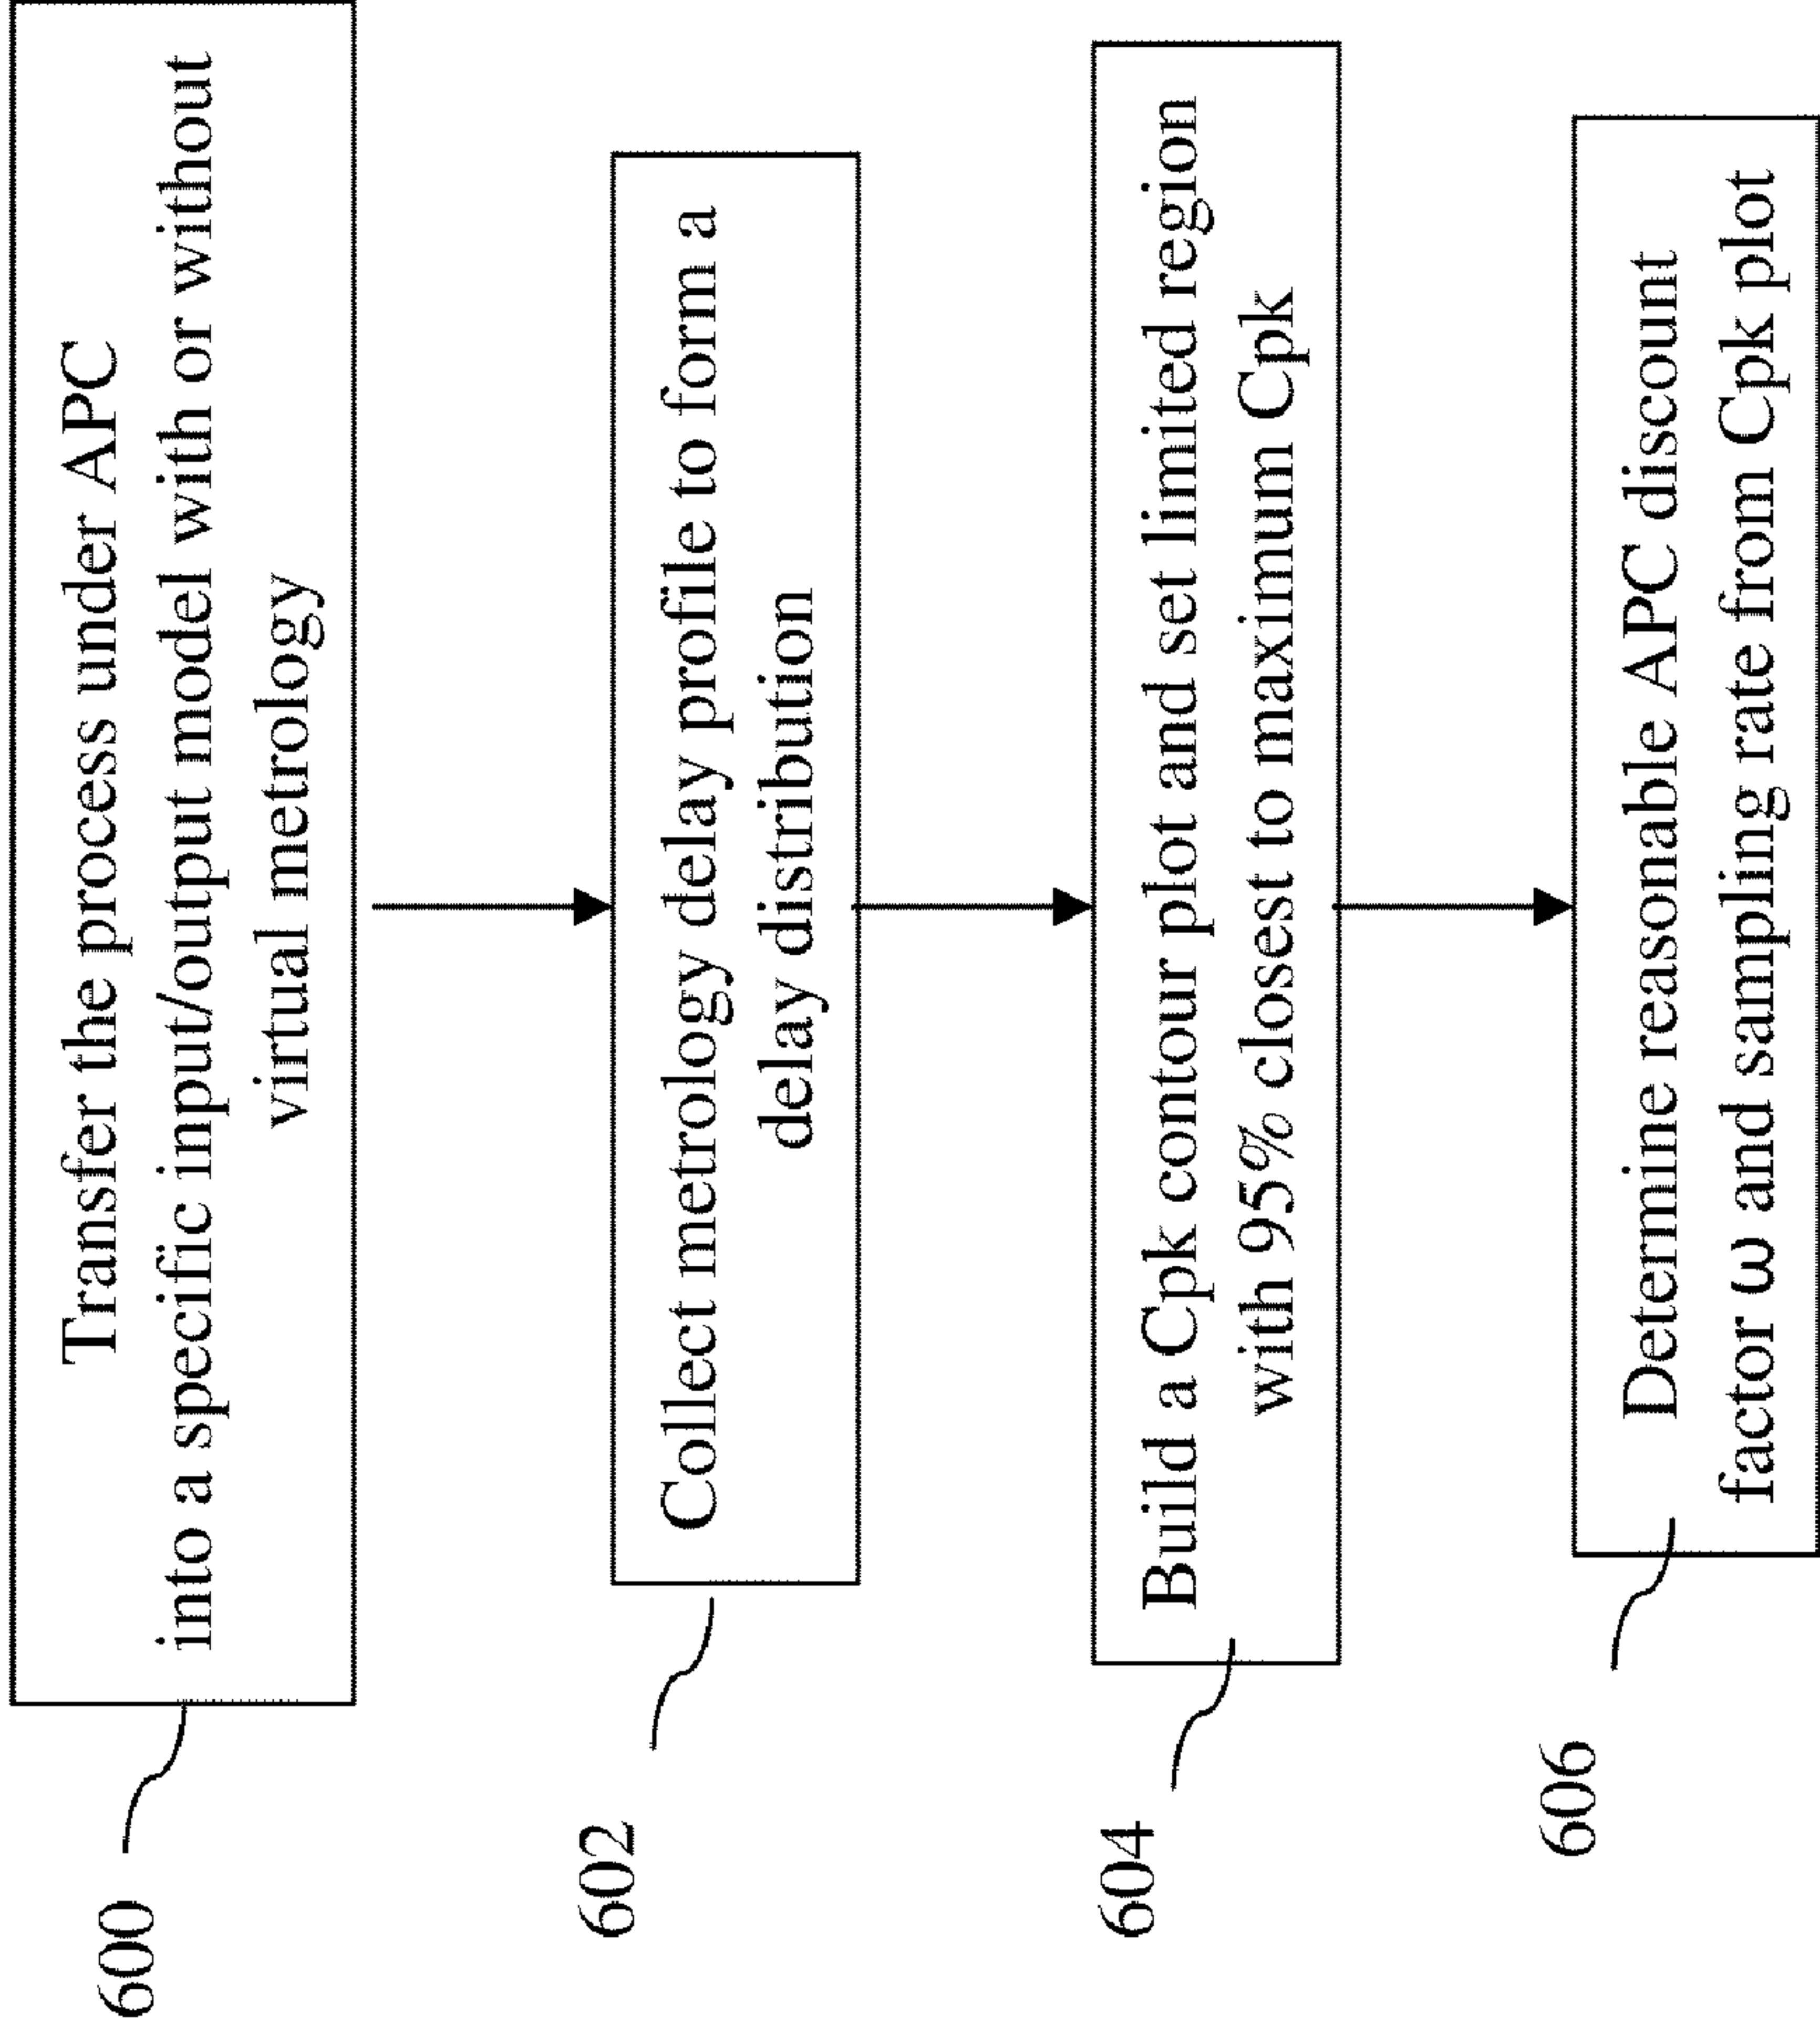 600
Transfer the process under APC
into a specific input/output model with or without
virtual metrology
602
Collect metrology delay profile to form a
delay distribution
604
Build a Cpk contour plot and set limited region
with 95% closest to maximum Cpk
606
Determine reasonable APC discount
factor ω and sampling rate from Cpk plot